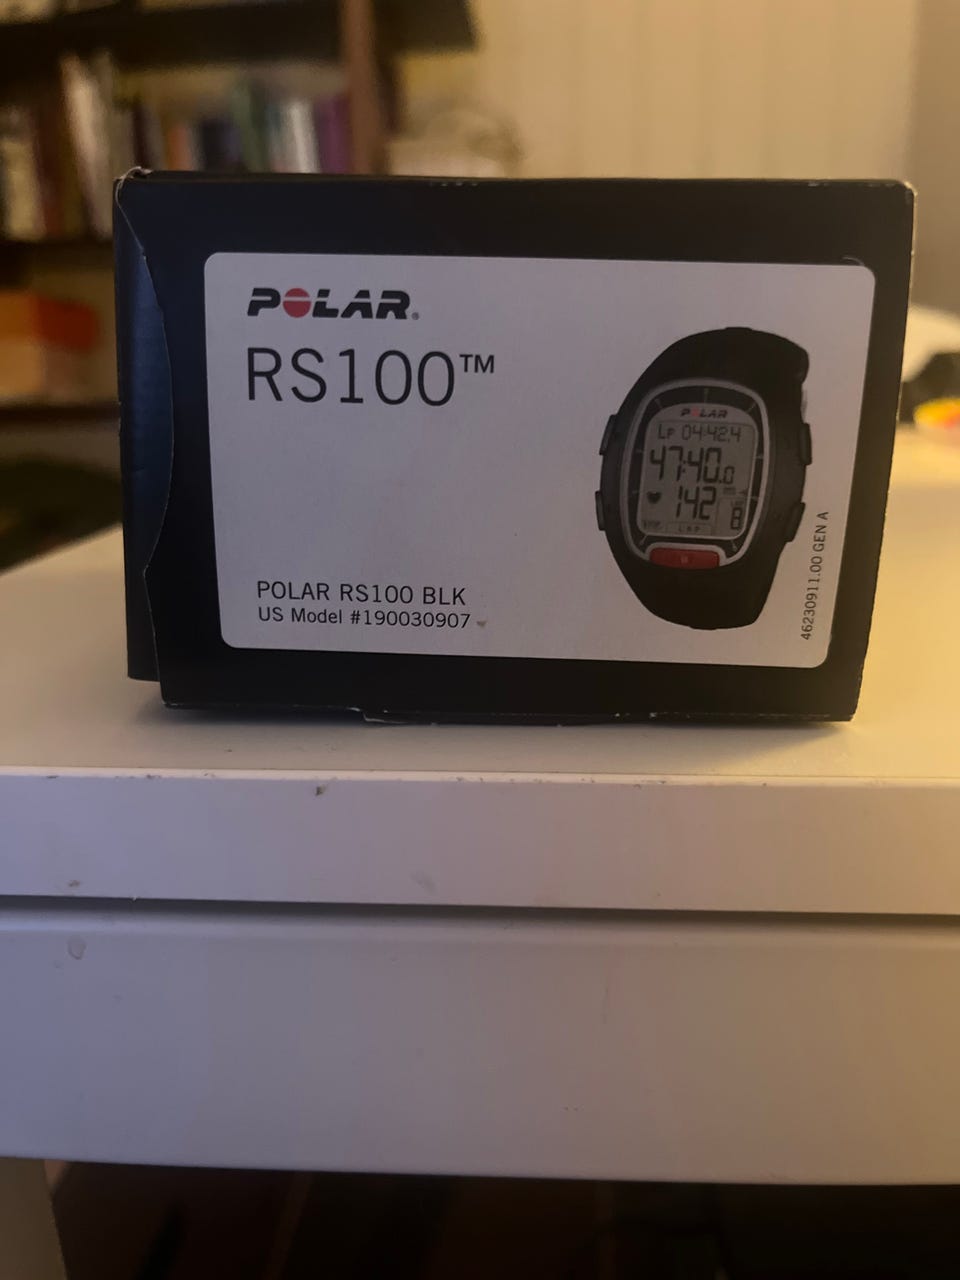 POLAR®
RS100™
POLAR RS100 BLK
US Model #190030907
POLAR
LP 04:42.4
47:40.0
142
8
LAP
46230911.00 GEN A